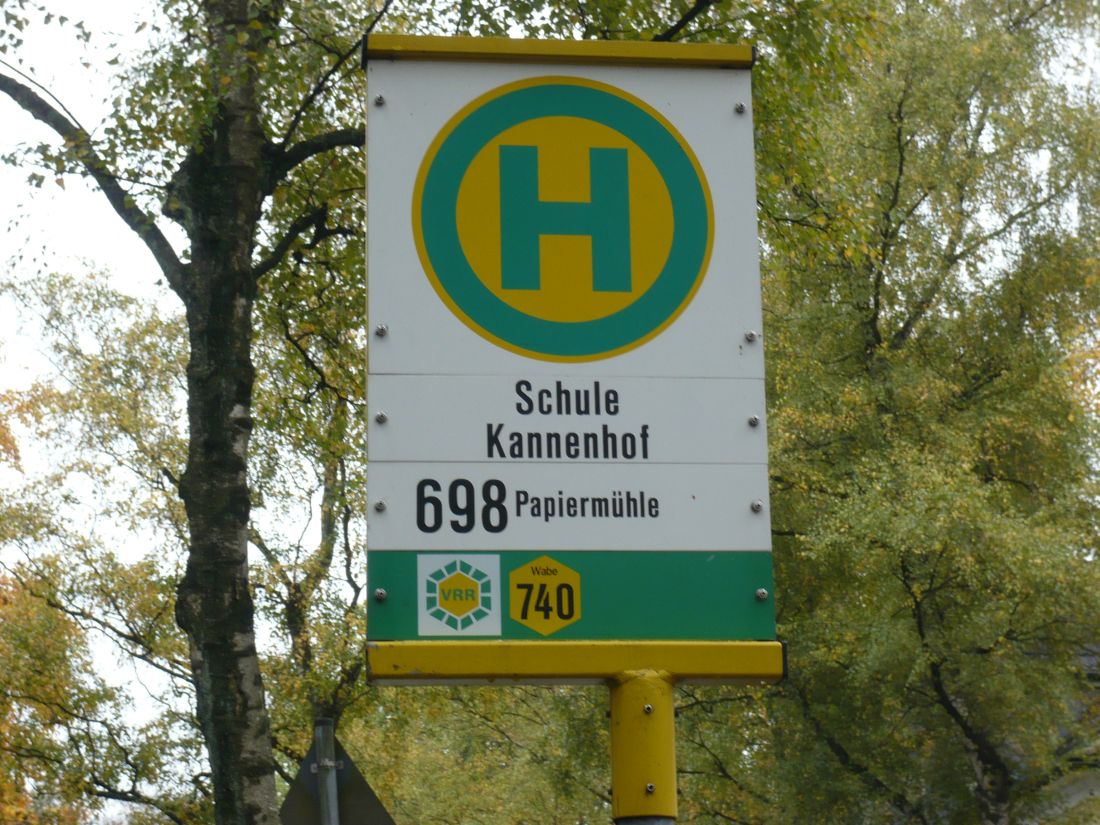 H
Schule
Kannenhof
698 Papiermühle
VRR
Wabe
740